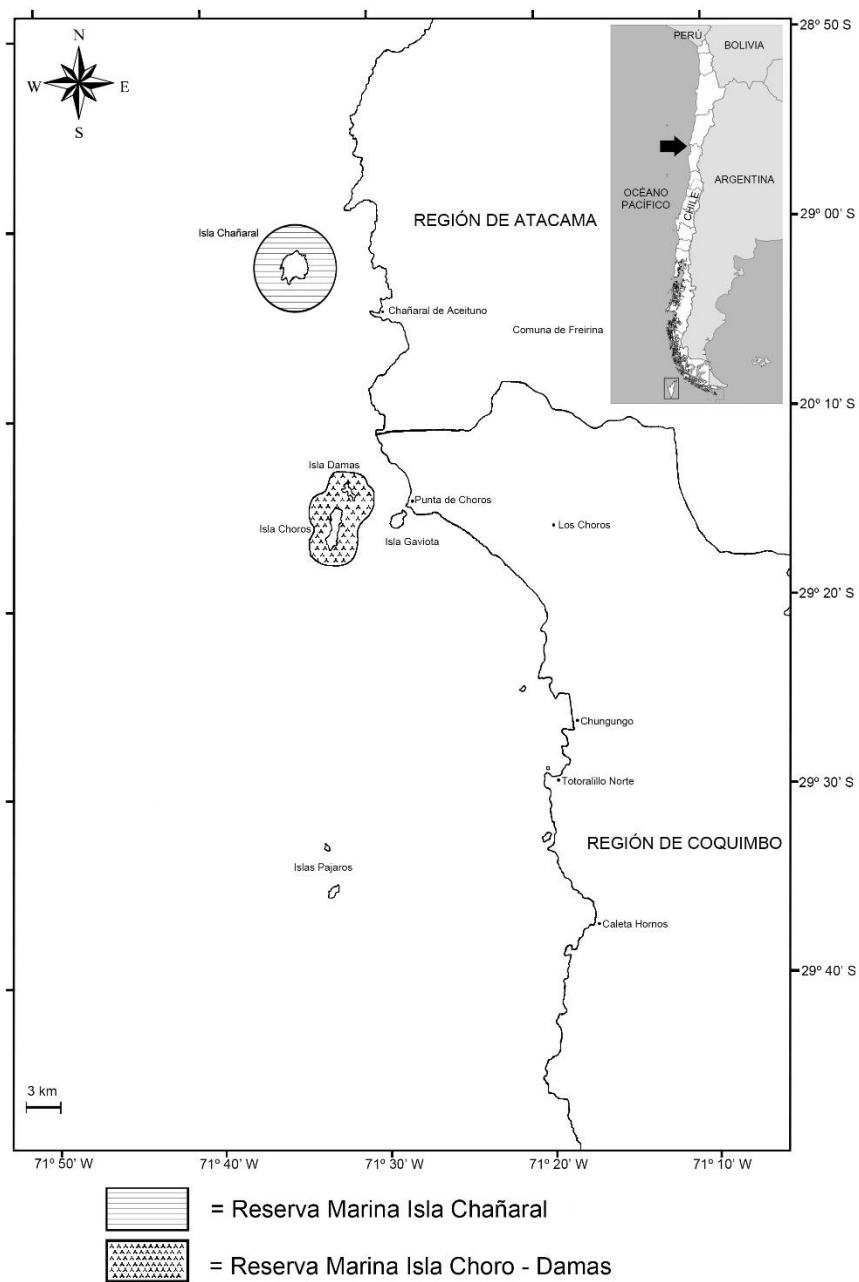 N
W E
S
PERÚ
BOLIVIA
ARGENTINA
OCÉANO
PACÍFICO
CHILE
28º 50 S
29º 00’ S
20º 10’ S
29º 20’ S
29º 30’ S
29º 40’ S
REGIÓN DE ATACAMA
Isla Chañaral
Chañaral de Aceituno
Comuna de Freirina
Isla Damas
Isla Choros
Punta de Choros
Isla Gaviota
Los Choros
Chungungo
Totoralillo Norte
REGIÓN DE COQUIMBO
Islas Pajaros
Caleta Hornos
3 km
71º 50’ W
71º 40’ W
71º 30’ W
71º 20’ W
71º 10’ W
= Reserva Marina Isla Chañaral
= Reserva Marina Isla Choro - Damas